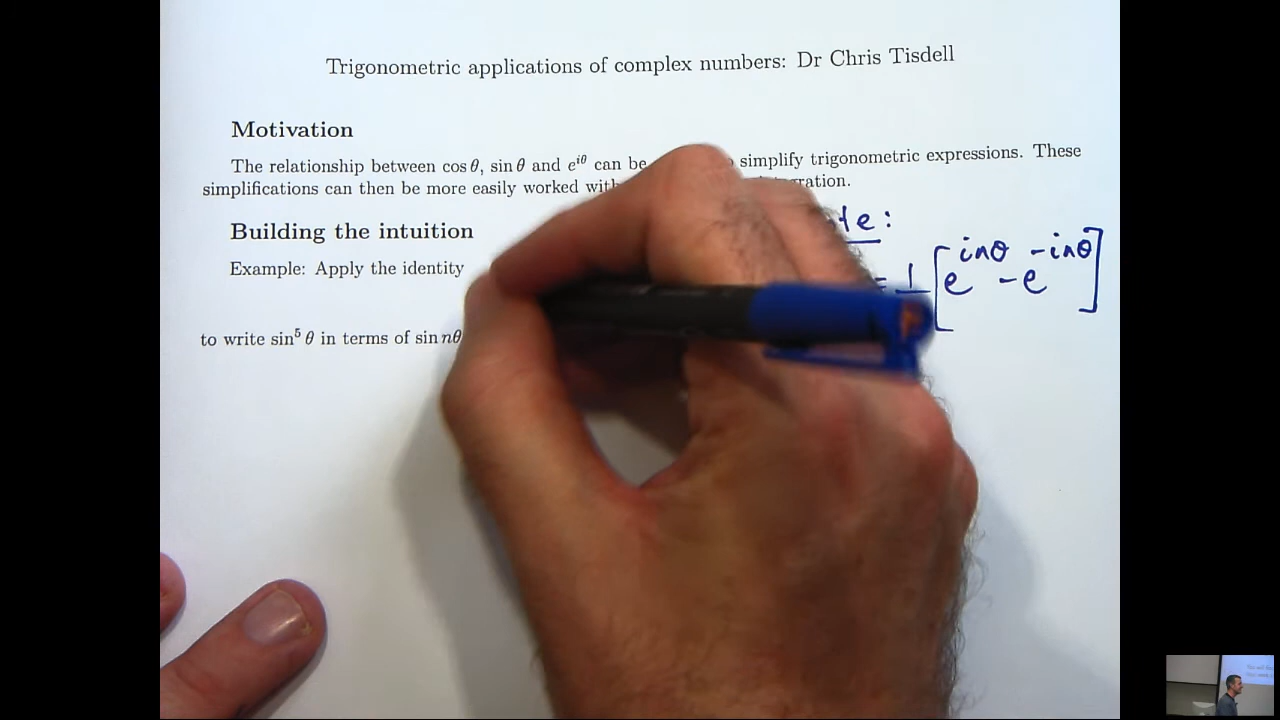 Trigonometric applications of complex numbers: Dr Chris Tisdell
Motivation
The relationship between cos θ, sin θ and e^{iθ} can be simplify trigonometric expressions. These
simplifications can then be more easily worked with
Building the intuition
Example: Apply the identity
to write sin⁵ θ in terms of sin nθ
= 1 [e^{inθ} - e^{-inθ}]